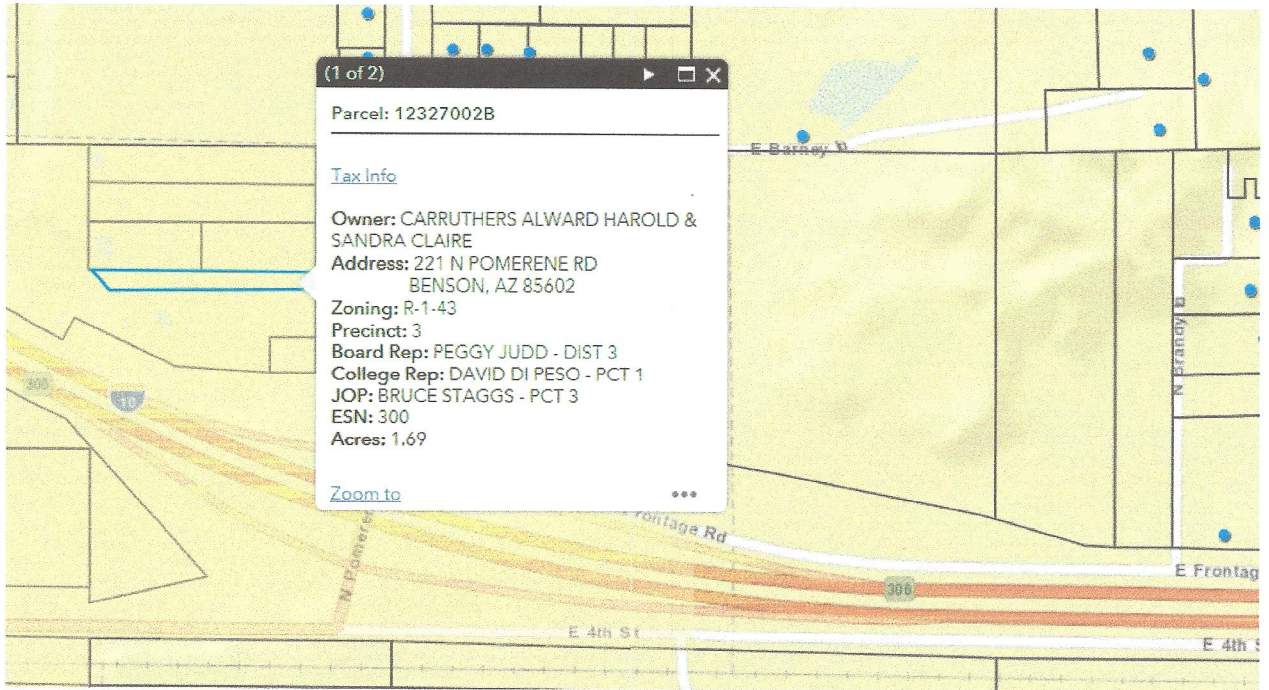 (1 of 2)
Parcel: 12327002B
Tax Info
Owner: CARRUTHERS ALWARD HAROLD &
SANDRA CLAIRE
Address: 221 N POMERENE RD
BENSON, AZ 85602
Zoning: R-1-43
Precinct: 3
Board Rep: PEGGY JUDD - DIST 3
College Rep: DAVID DI PESO - PCT 1
JOP: BRUCE STAGGS - PCT 3
ESN: 300
Acres: 1.69
Zoom to
E Barney
N Brandy
300
10
N Pomere
Frontage Rd
E Frontag
306
E 4th St
E 4th S